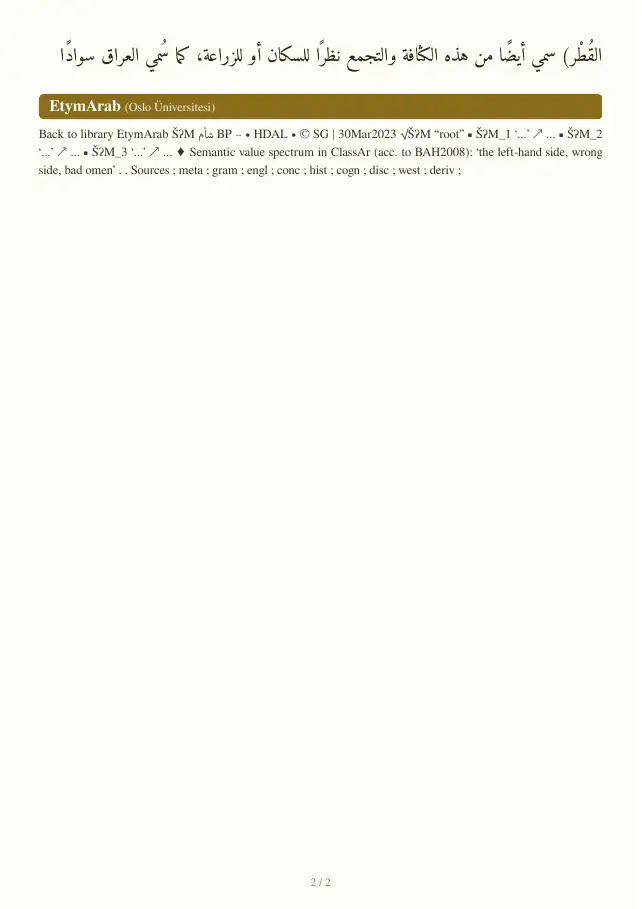 القُطْر) سمي أيضًا من هذه الكثافة والتجمع نظرًا للسكان أو للزراعة، كما سُمي العراق سوادًا
EtymArab (Oslo Üniversitesi)
Back to library EtymArab ŠʔM شأم BP – • HDAL • © SG | 30Mar2023 √ŠʔM “root” ▪ ŠʔM_1 ‘...’ ↗ ... ▪ ŠʔM_2
‘...’ ↗ ... ▪ ŠʔM_3 ‘...’ ↗ ... ♦ Semantic value spectrum in ClassAr (acc. to BAH2008): ‘the left-hand side, wrong
side, bad omen’ . . Sources ; meta ; gram ; engl ; conc ; hist ; cogn ; disc ; west ; deriv ;
2 / 2